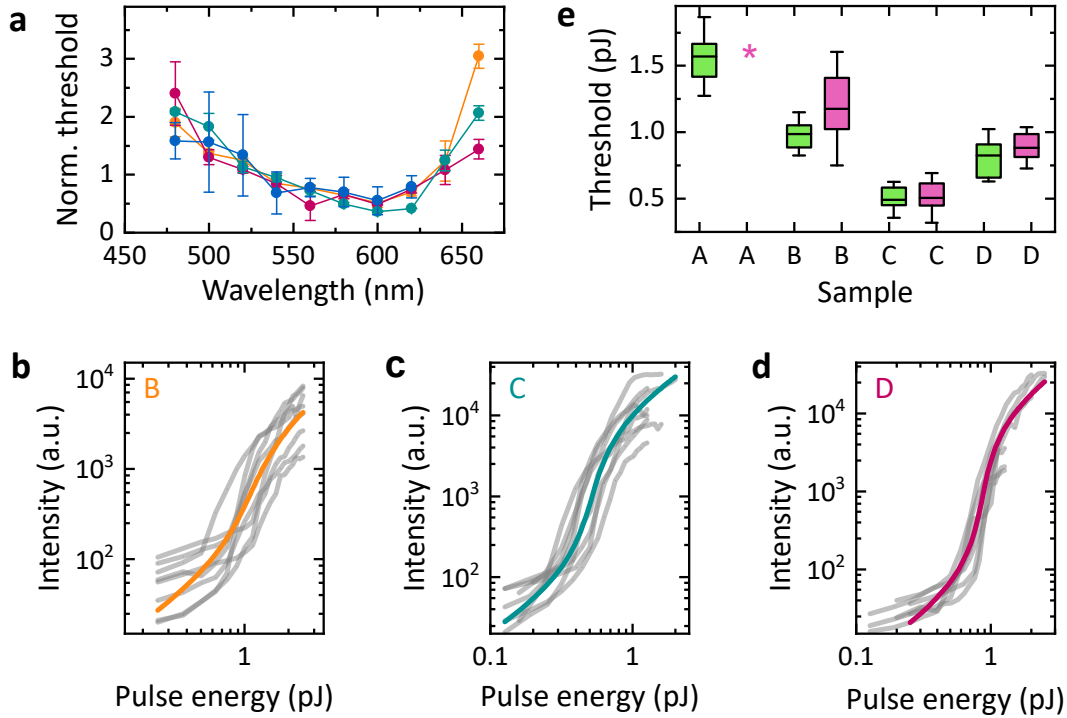 a
Norm. threshold
3
2
1
0
450 500 550 600 650
Wavelength (nm)
e
Threshold (pJ)
1.5
1.0
0.5
*
A A B B C C D D
Sample
b
B
Intensity (a.u.)
10⁴
10³
10²
1
Pulse energy (pJ)
c
C
Intensity (a.u.)
10⁴
10³
10²
0.1 1
Pulse energy (pJ)
d
D
Intensity (a.u.)
10⁴
10³
10²
0.1 1
Pulse energy (pJ)